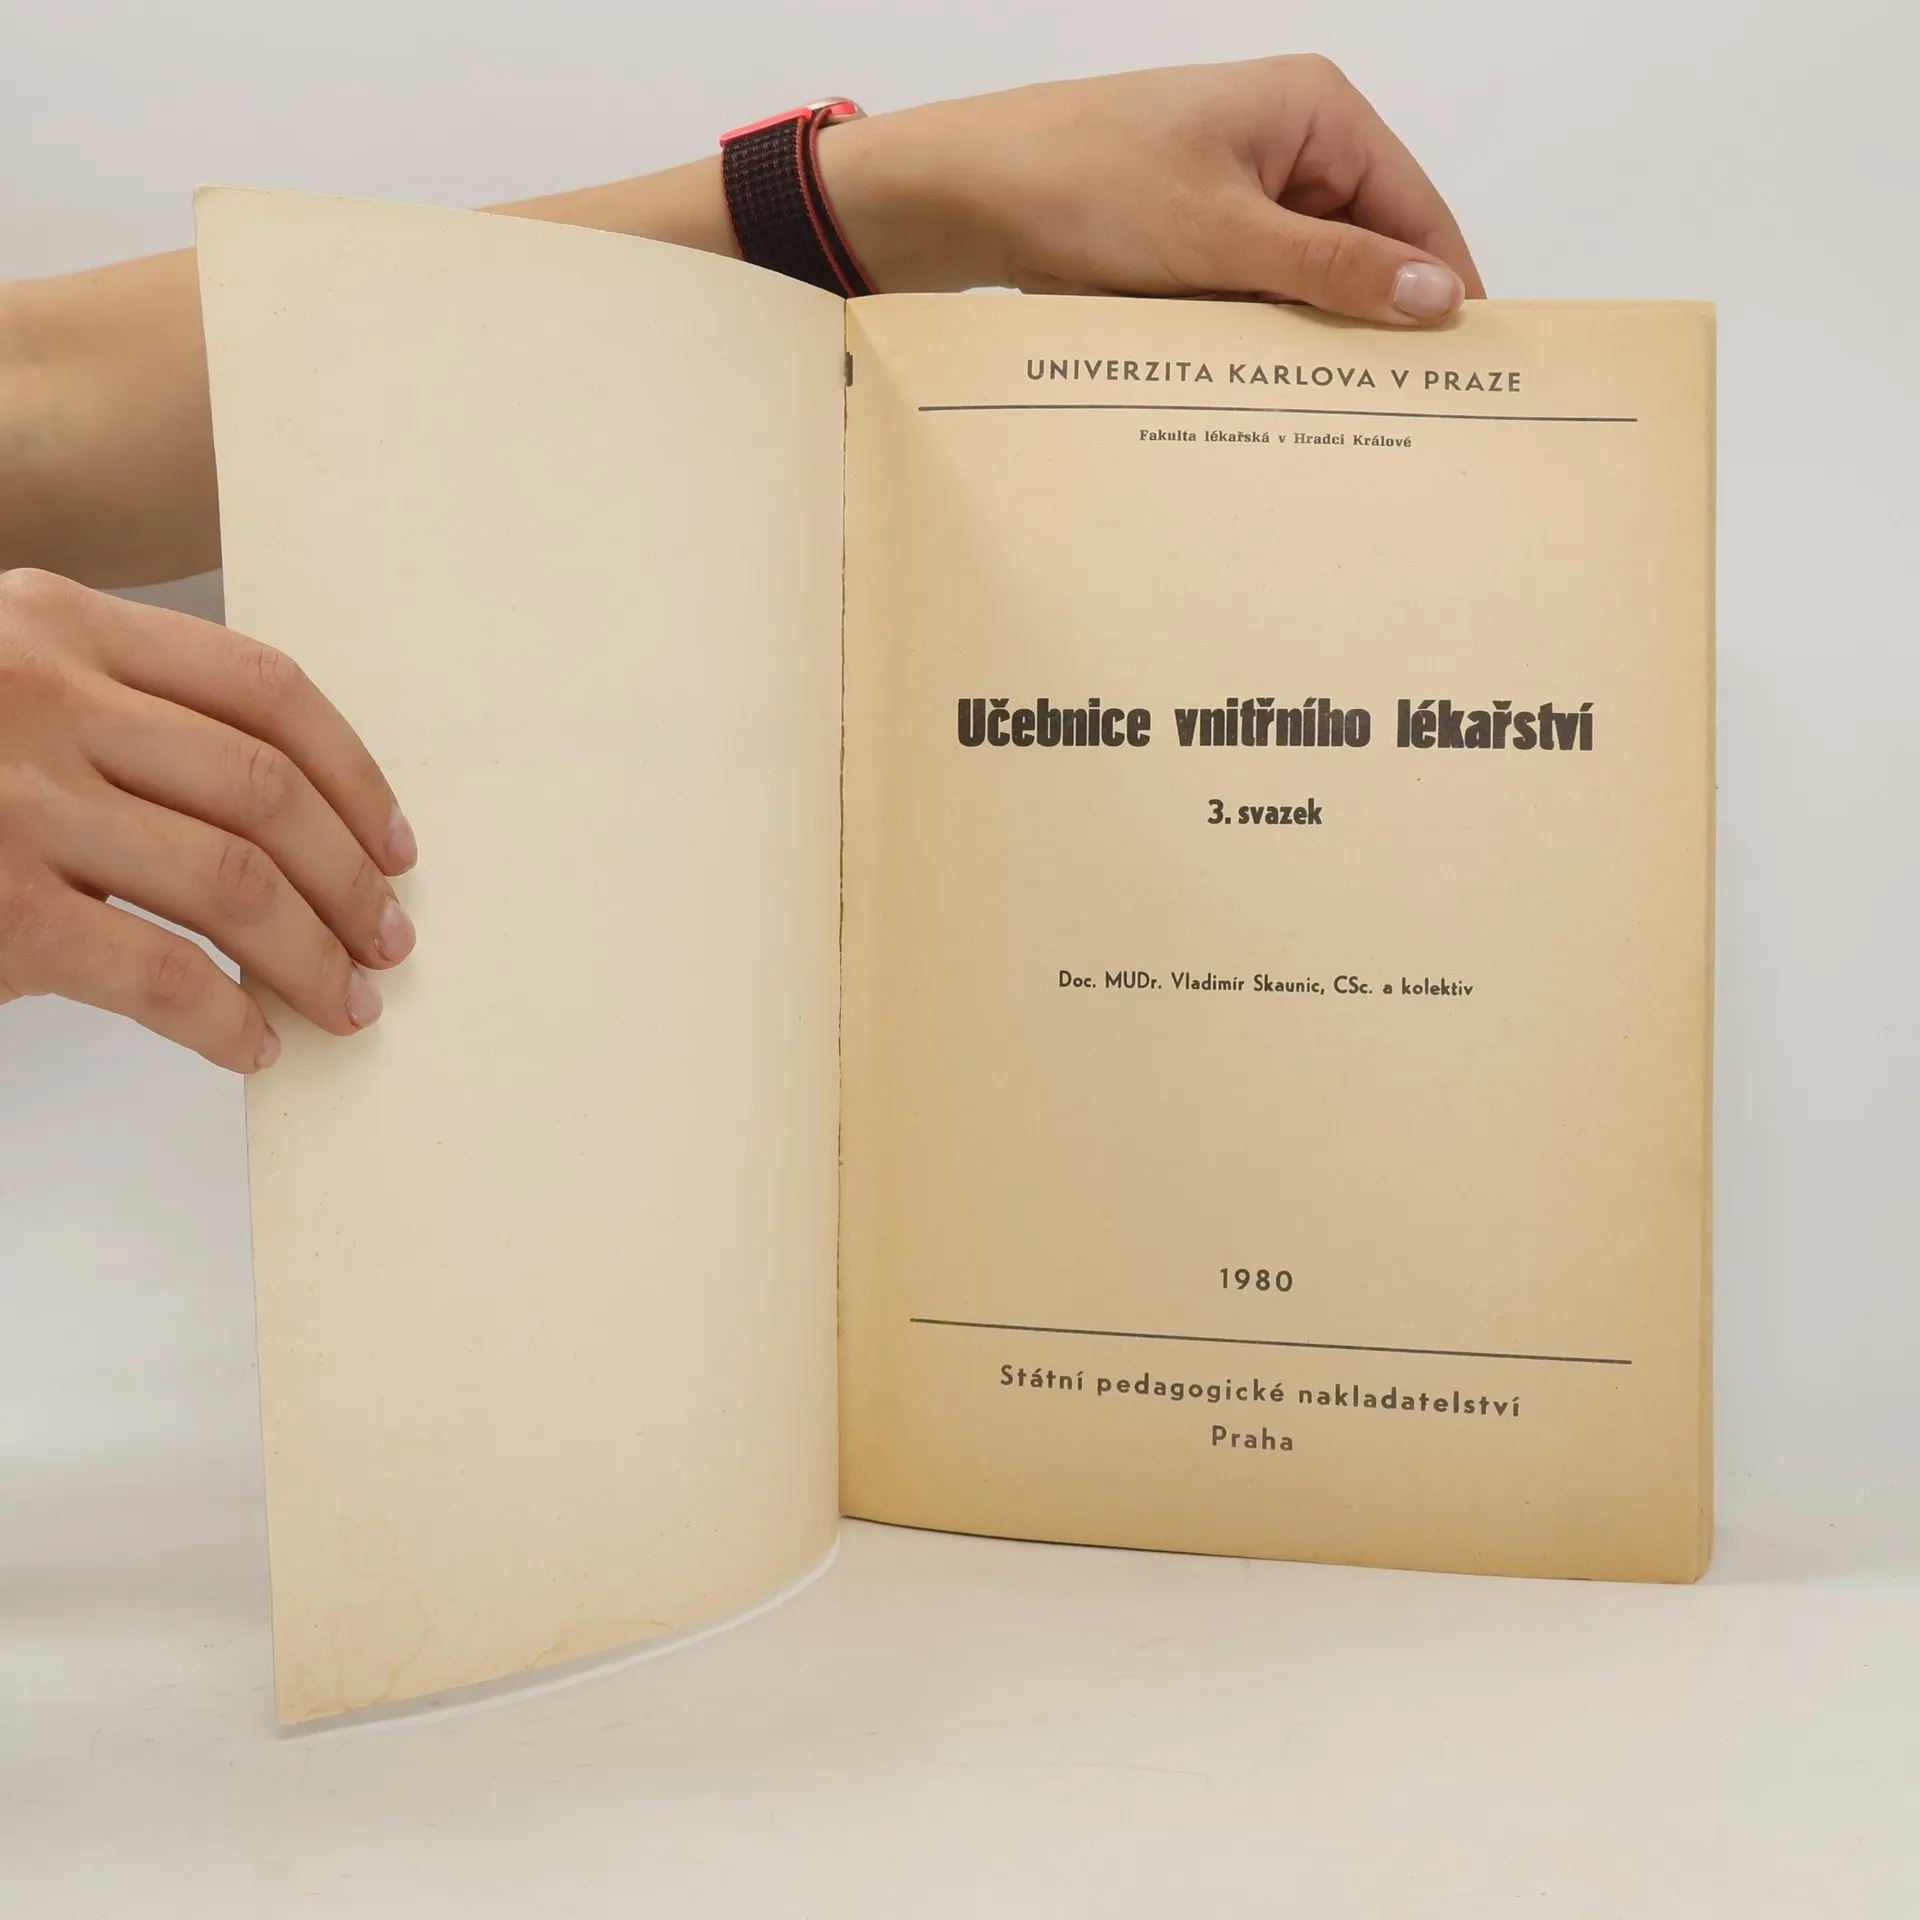 UNIVERZITA KARLOVA V PRAZE
Fakulta lékařská v Hradci Králové
Učebnice vnitřního lékařství
3. svazek
Doc. MUDr. Vladimír Skaunic, CSc. a kolektiv
1980
Státní pedagogické nakladatelství
Praha